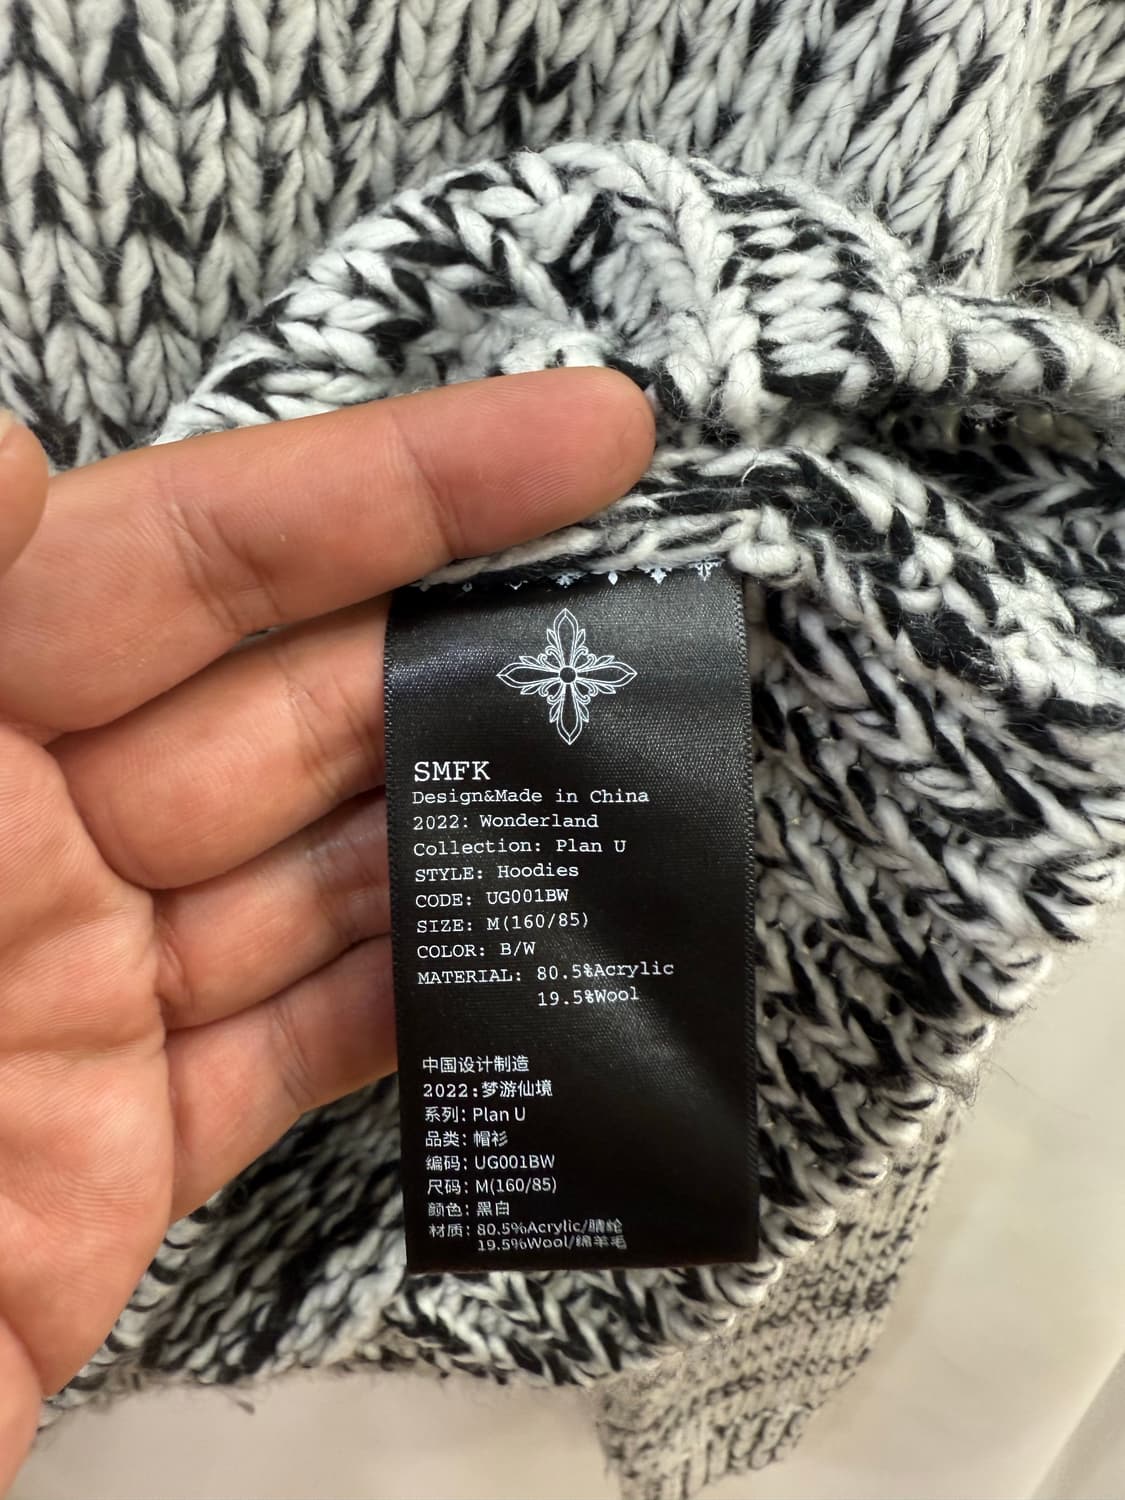 SMFK
Design&Made in China
2022: Wonderland
Collection: Plan U
STYLE: Hoodies
CODE: UG001BW
SIZE: M(160/85)
COLOR: B/W
MATERIAL: 80.5%Acrylic
19.5%Wool
中国设计制造
2022:梦游仙境
系列: Plan U
品类: 帽衫
编码: UG001BW
尺码: M(160/85)
颜色: 黑白
材质: 80.5%Acrylic/腈纶
19.5%Wool/绵羊毛